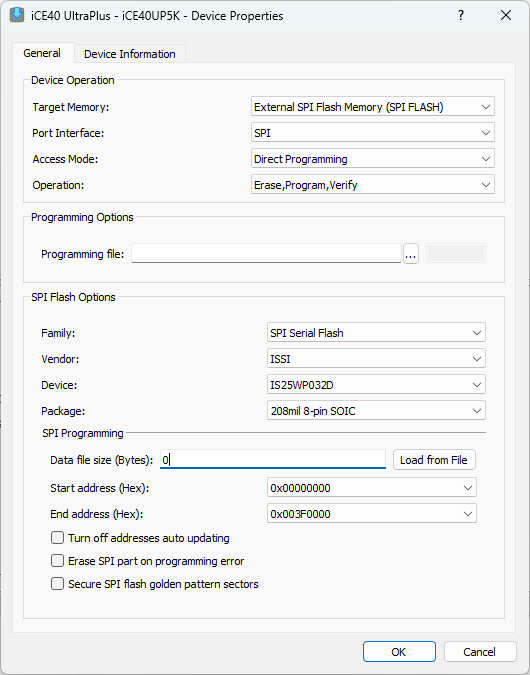 iCE40 UltraPlus - iCE40UP5K - Device Properties ?
General Device Information
Device Operation
Target Memory: External SPI Flash Memory (SPI FLASH)
Port Interface: SPI
Access Mode: Direct Programming
Operation: Erase,Program,Verify
Programming Options
Programming file: ...
SPI Flash Options
Family: SPI Serial Flash
Vendor: ISSI
Device: IS25WP032D
Package: 208mil 8-pin SOIC
SPI Programming
Data file size (Bytes): 0 Load from File
Start address (Hex): 0x00000000
End address (Hex): 0x003F0000
Turn off addresses auto updating
Erase SPI part on programming error
Secure SPI flash golden pattern sectors
OK Cancel